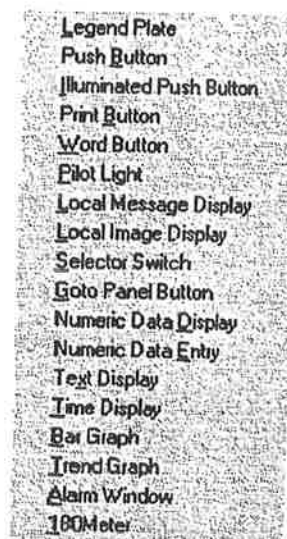 Legend Plate
Push Button
Illuminated Push Button
Print Button
Word Button
Pilot Light
Local Message Display
Local Image Display
Selector Switch
Goto Panel Button
Numeric Data Display
Numeric Data Entry
Text Display
Time Display
Bar Graph
Trend Graph
Alarm Window
180Meter